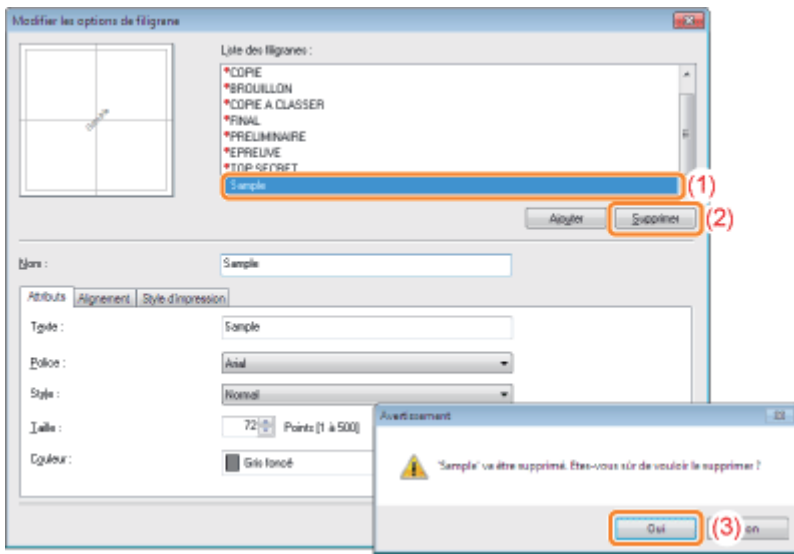 Modifier les options de filigrane
Liste des filigranes :
*COPIE
*BROUILLON
*COPIE A CLASSER
*FINAL
*PRELIMINAIRE
*EPREUVE
*TOP SECRET
Sample
(1)
Ajouter
Supprimer
(2)
Nom :
Sample
Attributs
Alignement
Style d'impression
Texte :
Sample
Police :
Arial
Style :
Normal
Taille :
72
Points [1 à 500]
Couleur :
Gris foncé
Avertissement
'Sample' va être supprimé. Etes-vous sûr de vouloir le supprimer ?
Oui
(3)
on